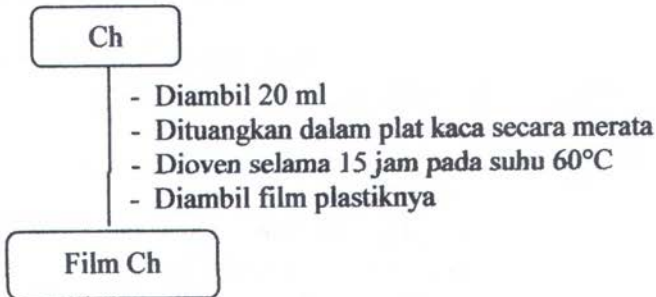 Ch
- Diambil 20 ml
- Dituangkan dalam plat kaca secara merata
- Dioven selama 15 jam pada suhu 60°C
- Diambil film plastiknya
Film Ch